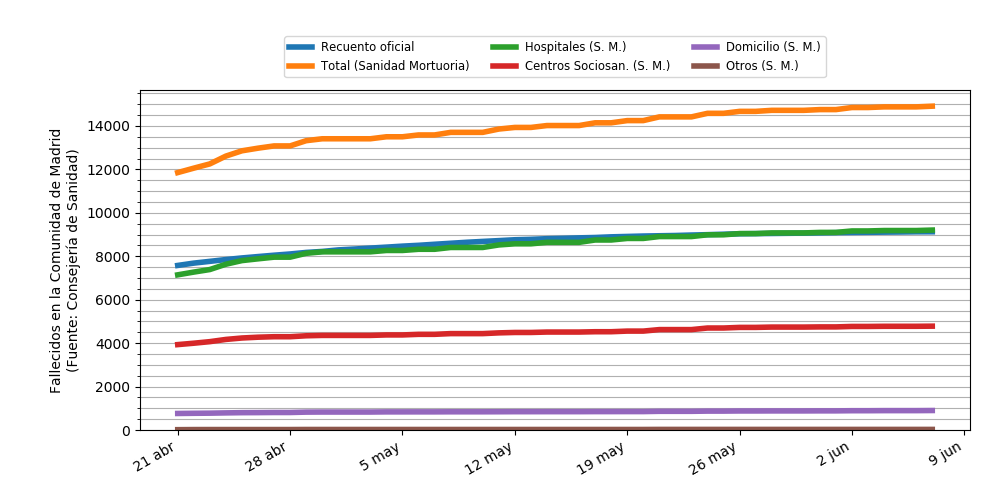 Recuento oficial
Total (Sanidad Mortuoria)
Hospitales (S. M.)
Centros Sociosan. (S. M.)
Domicilio (S. M.)
Otros (S. M.)
Fallecidos en la Comunidad de Madrid
(Fuente: Consejería de Sanidad)
14000
12000
10000
8000
6000
4000
2000
0
21 abr
28 abr
5 may
12 may
19 may
26 may
2 jun
9 jun